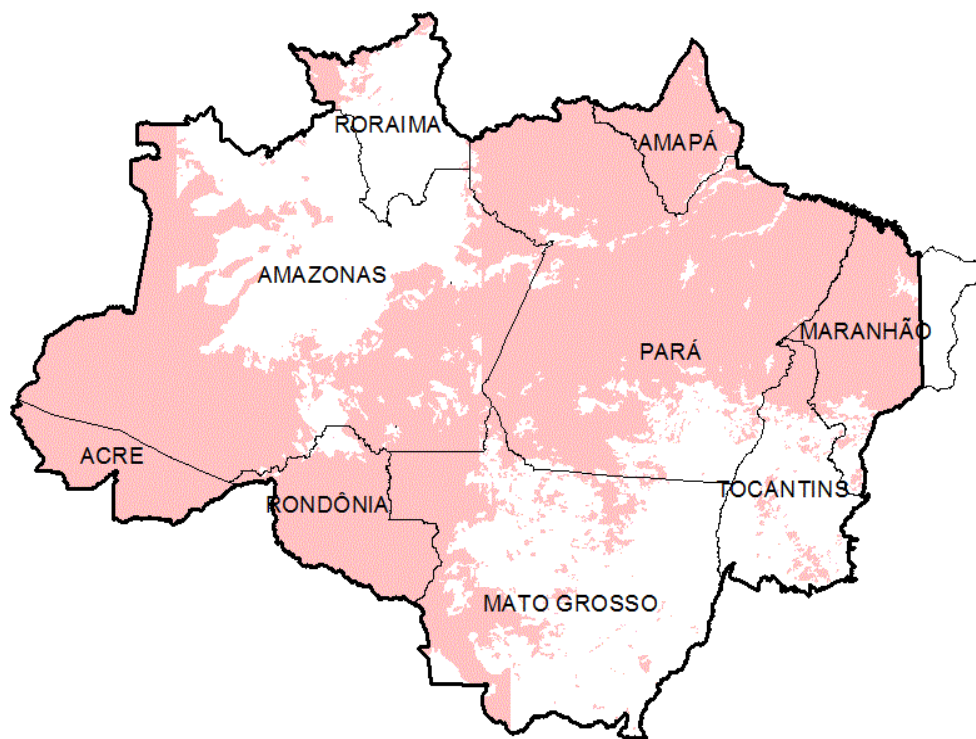 RORAIMA
AMAPÁ
AMAZONAS
MARANHÃO
PARÁ
ACRE
TOCANTINS
RONDÔNIA
MATO GROSSO